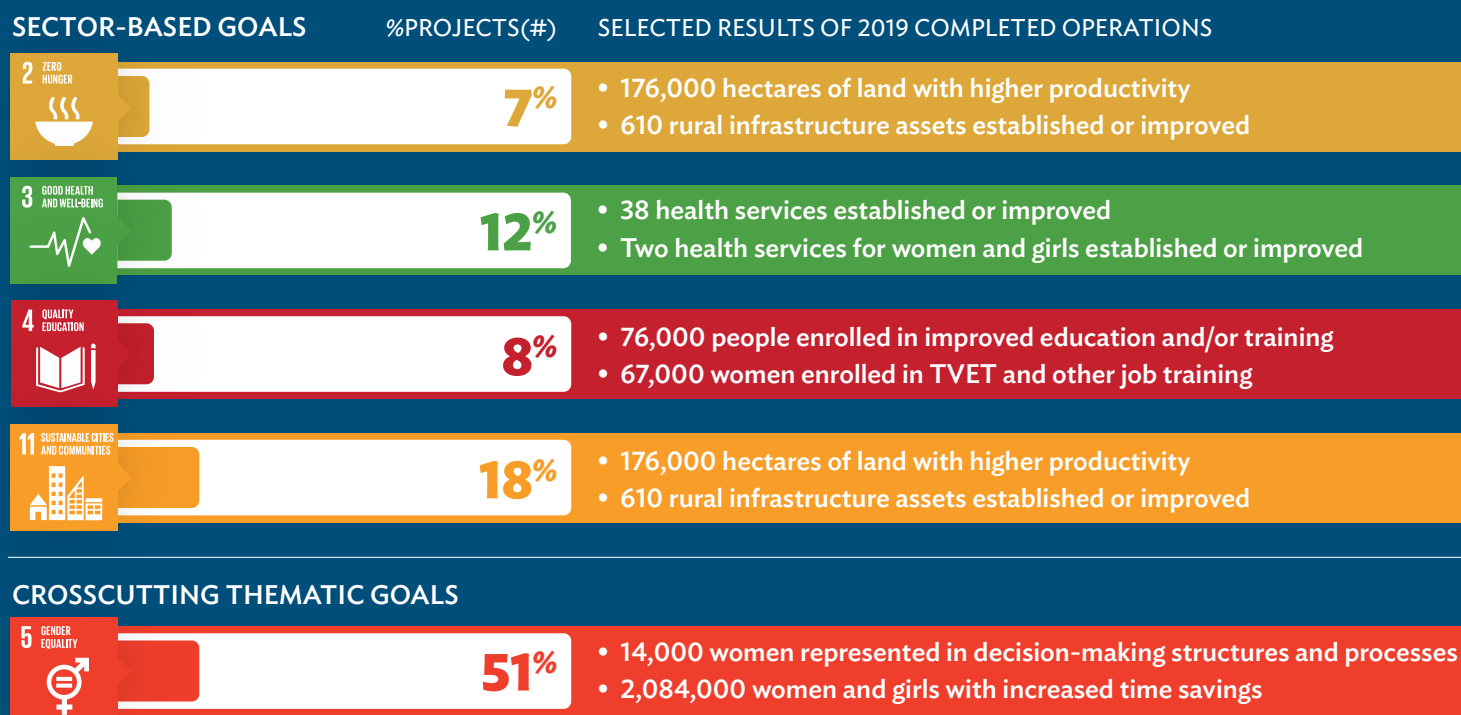 SECTOR-BASED GOALS %PROJECTS(#) SELECTED RESULTS OF 2019 COMPLETED OPERATIONS
2 ZERO
HUNGER
7%
• 176,000 hectares of land with higher productivity
• 610 rural infrastructure assets established or improved
3 GOOD HEALTH
AND WELL-BEING
12%
• 38 health services established or improved
• Two health services for women and girls established or improved
4 QUALITY
EDUCATION
8%
• 76,000 people enrolled in improved education and/or training
• 67,000 women enrolled in TVET and other job training
11 SUSTAINABLE CITIES
AND COMMUNITIES
18%
• 176,000 hectares of land with higher productivity
• 610 rural infrastructure assets established or improved
CROSSCUTTING THEMATIC GOALS
5 GENDER
EQUALITY
51%
• 14,000 women represented in decision-making structures and processes
• 2,084,000 women and girls with increased time savings